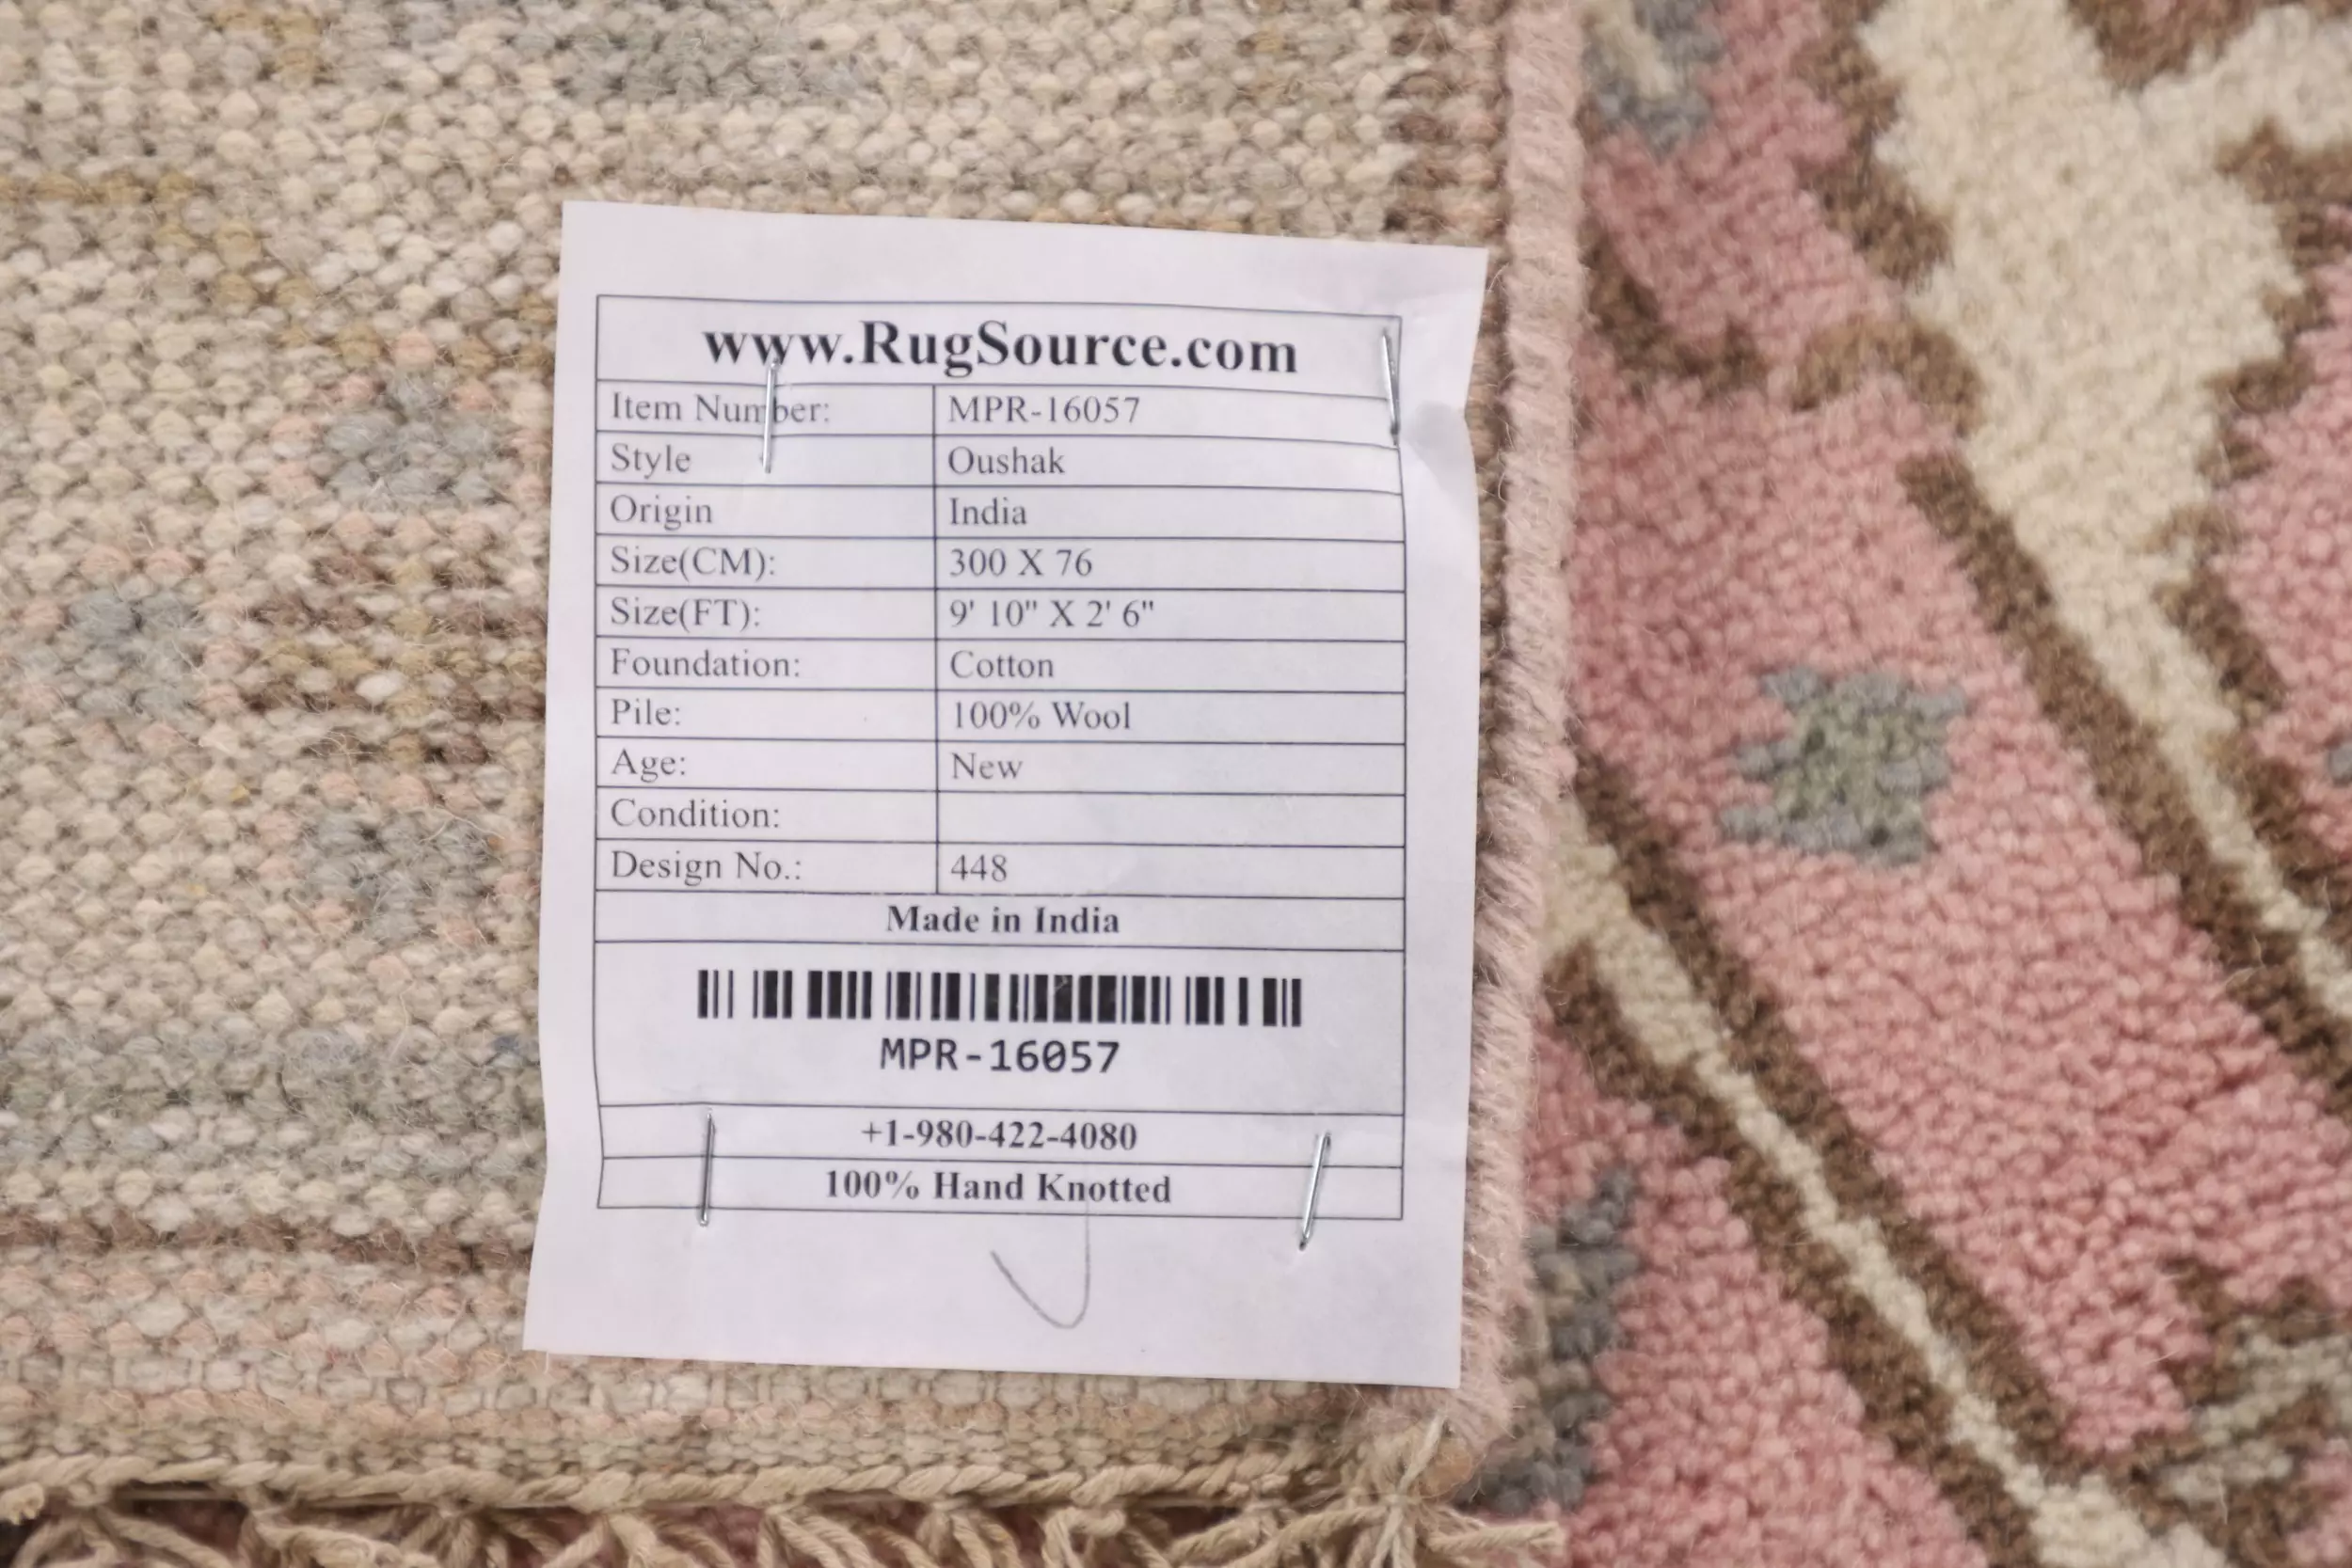 www.RugSource.com
Item Number: MPR-16057
Style Oushak
Origin India
Size(CM): 300 X 76
Size(FT): 9' 10" X 2' 6"
Foundation: Cotton
Pile: 100% Wool
Age: New
Condition:
Design No.: 448
Made in India
MPR-16057
+1-980-422-4080
100% Hand Knotted